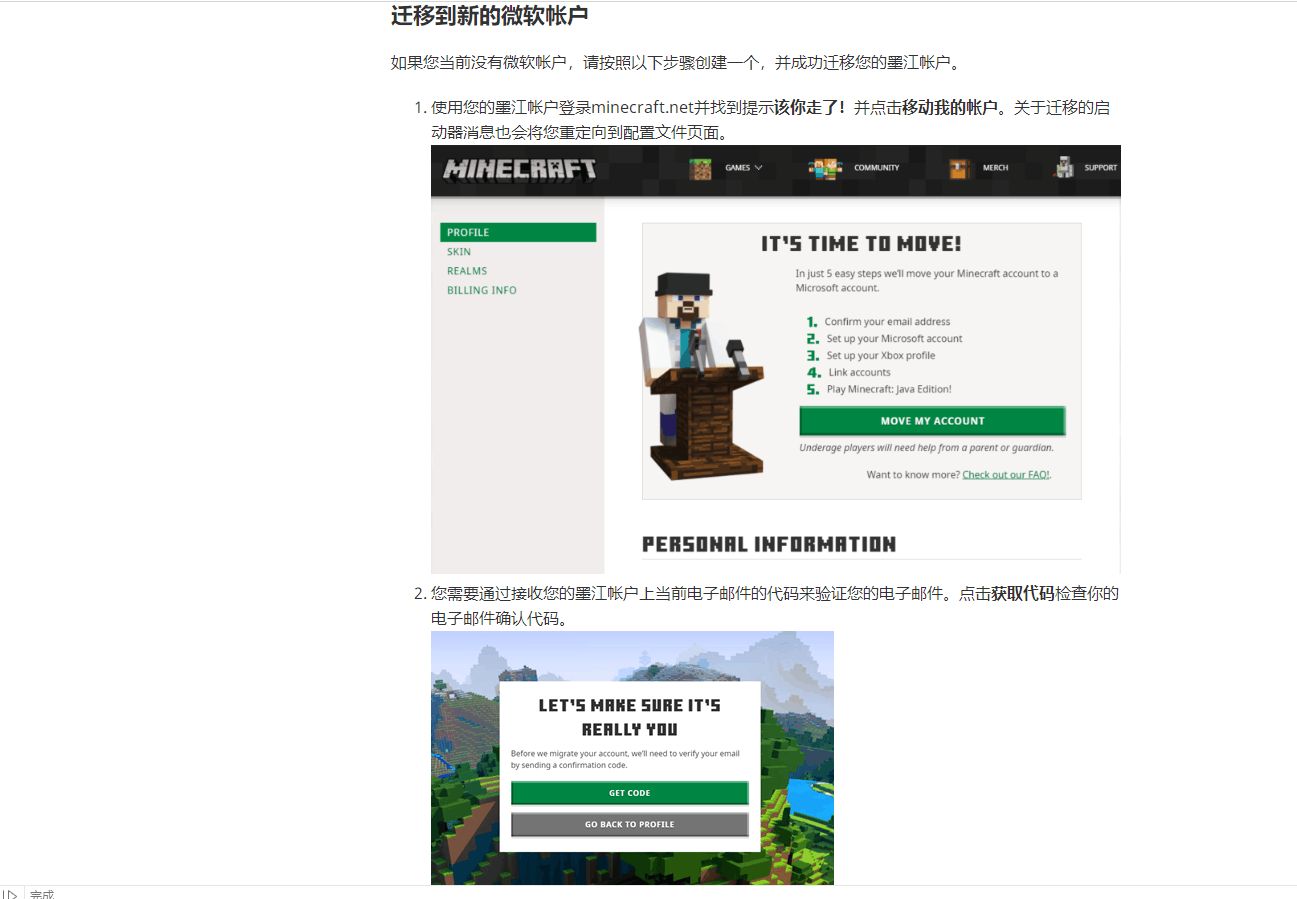 迁移到新的微软帐户
如果您当前没有微软帐户，请按照以下步骤创建一个，并成功迁移您的墨江帐户。
1. 使用您的墨江帐户登录minecraft.net并找到提示该你走了！并点击移动我的帐户。关于迁移的启
动器消息也会将您重定向到配置文件页面。
MINECRAFT GAMES COMMUNITY MERCH SUPPORT
PROFILE
SKIN
REALMS
BILLING INFO
IT'S TIME TO MOVE!
In just 5 easy steps we'll move your Minecraft account to a
Microsoft account.
1. Confirm your email address
2. Set up your Microsoft account
3. Set up your Xbox profile
4. Link accounts
5. Play Minecraft: Java Edition!
MOVE MY ACCOUNT
Underage players will need help from a parent or guardian.
Want to know more? Check out our FAQ!.
PERSONAL INFORMATION
2. 您需要通过接收您的墨江帐户上当前电子邮件的代码来验证您的电子邮件。点击获取代码检查你的
电子邮件确认代码。
LET'S MAKE SURE IT'S
REALLY YOU
Before we migrate your account, we'll need to verify your email
by sending a confirmation code.
GET CODE
GO BACK TO PROFILE
完成